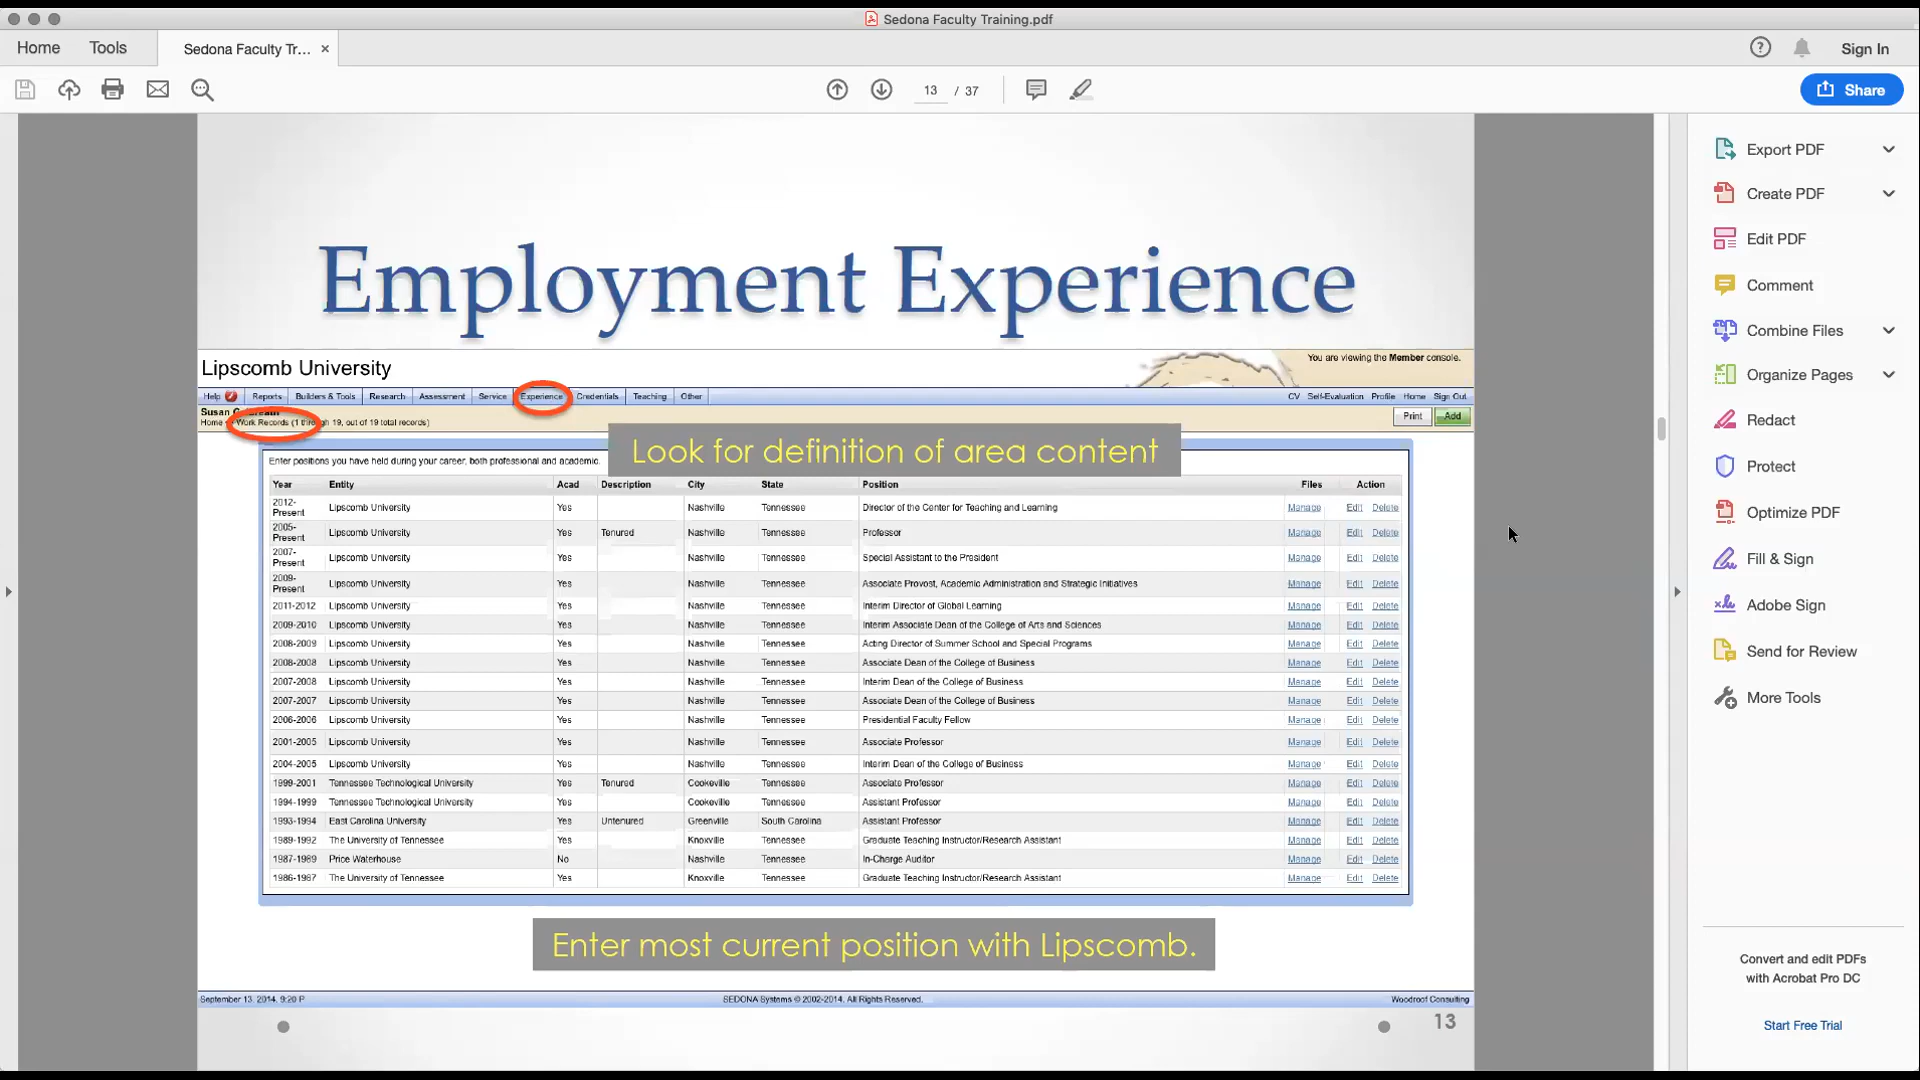 Sedona Faculty Training.pdf
Home Tools Sedona Faculty Tr... × Sign In
13 / 37 Share
Employment Experience
Lipscomb University
You are viewing the Member console.
Help Reports Builders & Tools Research Assessment Service Experience Credentials Teaching Other CV Self-Evaluation Profile Home Sign Out
Susan
Home Work Records (1 through 19, out of 19 total records) Print Add
Look for definition of area content
Enter positions you have held during your career, both professional and academic.
Year Entity Acad Description City State Position Files Action
2012-Present Lipscomb University Yes Nashville Tennessee Director of the Center for Teaching and Learning Manage Edit Delete
2005-Present Lipscomb University Yes Tenured Nashville Tennessee Professor Manage Edit Delete
2007-Present Lipscomb University Yes Nashville Tennessee Special Assistant to the President Manage Edit Delete
2009-Present Lipscomb University Yes Nashville Tennessee Associate Provost, Academic Administration and Strategic Initiatives Manage Edit Delete
2011-2012 Lipscomb University Yes Nashville Tennessee Interim Director of Global Learning Manage Edit Delete
2009-2010 Lipscomb University Yes Nashville Tennessee Interim Associate Dean of the College of Arts and Sciences Manage Edit Delete
2008-2009 Lipscomb University Yes Nashville Tennessee Acting Director of Summer School and Special Programs Manage Edit Delete
2008-2008 Lipscomb University Yes Nashville Tennessee Associate Dean of the College of Business Manage Edit Delete
2007-2008 Lipscomb University Yes Nashville Tennessee Interim Dean of the College of Business Manage Edit Delete
2007-2007 Lipscomb University Yes Nashville Tennessee Associate Dean of the College of Business Manage Edit Delete
2006-2006 Lipscomb University Yes Nashville Tennessee Presidential Faculty Fellow Manage Edit Delete
2001-2005 Lipscomb University Yes Nashville Tennessee Associate Professor Manage Edit Delete
2004-2005 Lipscomb University Yes Nashville Tennessee Interim Dean of the College of Business Manage Edit Delete
1999-2001 Tennessee Technological University Yes Tenured Cookeville Tennessee Associate Professor Manage Edit Delete
1994-1999 Tennessee Technological University Yes Cookeville Tennessee Assistant Professor Manage Edit Delete
1993-1994 East Carolina University Yes Untenured Greenville South Carolina Assistant Professor Manage Edit Delete
1989-1992 The University of Tennessee Yes Knoxville Tennessee Graduate Teaching Instructor/Research Assistant Manage Edit Delete
1987-1989 Price Waterhouse No Nashville Tennessee In-Charge Auditor Manage Edit Delete
1986-1987 The University of Tennessee Yes Knoxville Tennessee Graduate Teaching Instructor/Research Assistant Manage Edit Delete
Enter most current position with Lipscomb.
September 13, 2014, 9:20 P SEDONA Systems © 2002-2014. All Rights Reserved. Woodroof Consulting
13
Export PDF
Create PDF
Edit PDF
Comment
Combine Files
Organize Pages
Redact
Protect
Optimize PDF
Fill & Sign
Adobe Sign
Send for Review
More Tools
Convert and edit PDFs
with Acrobat Pro DC
Start Free Trial